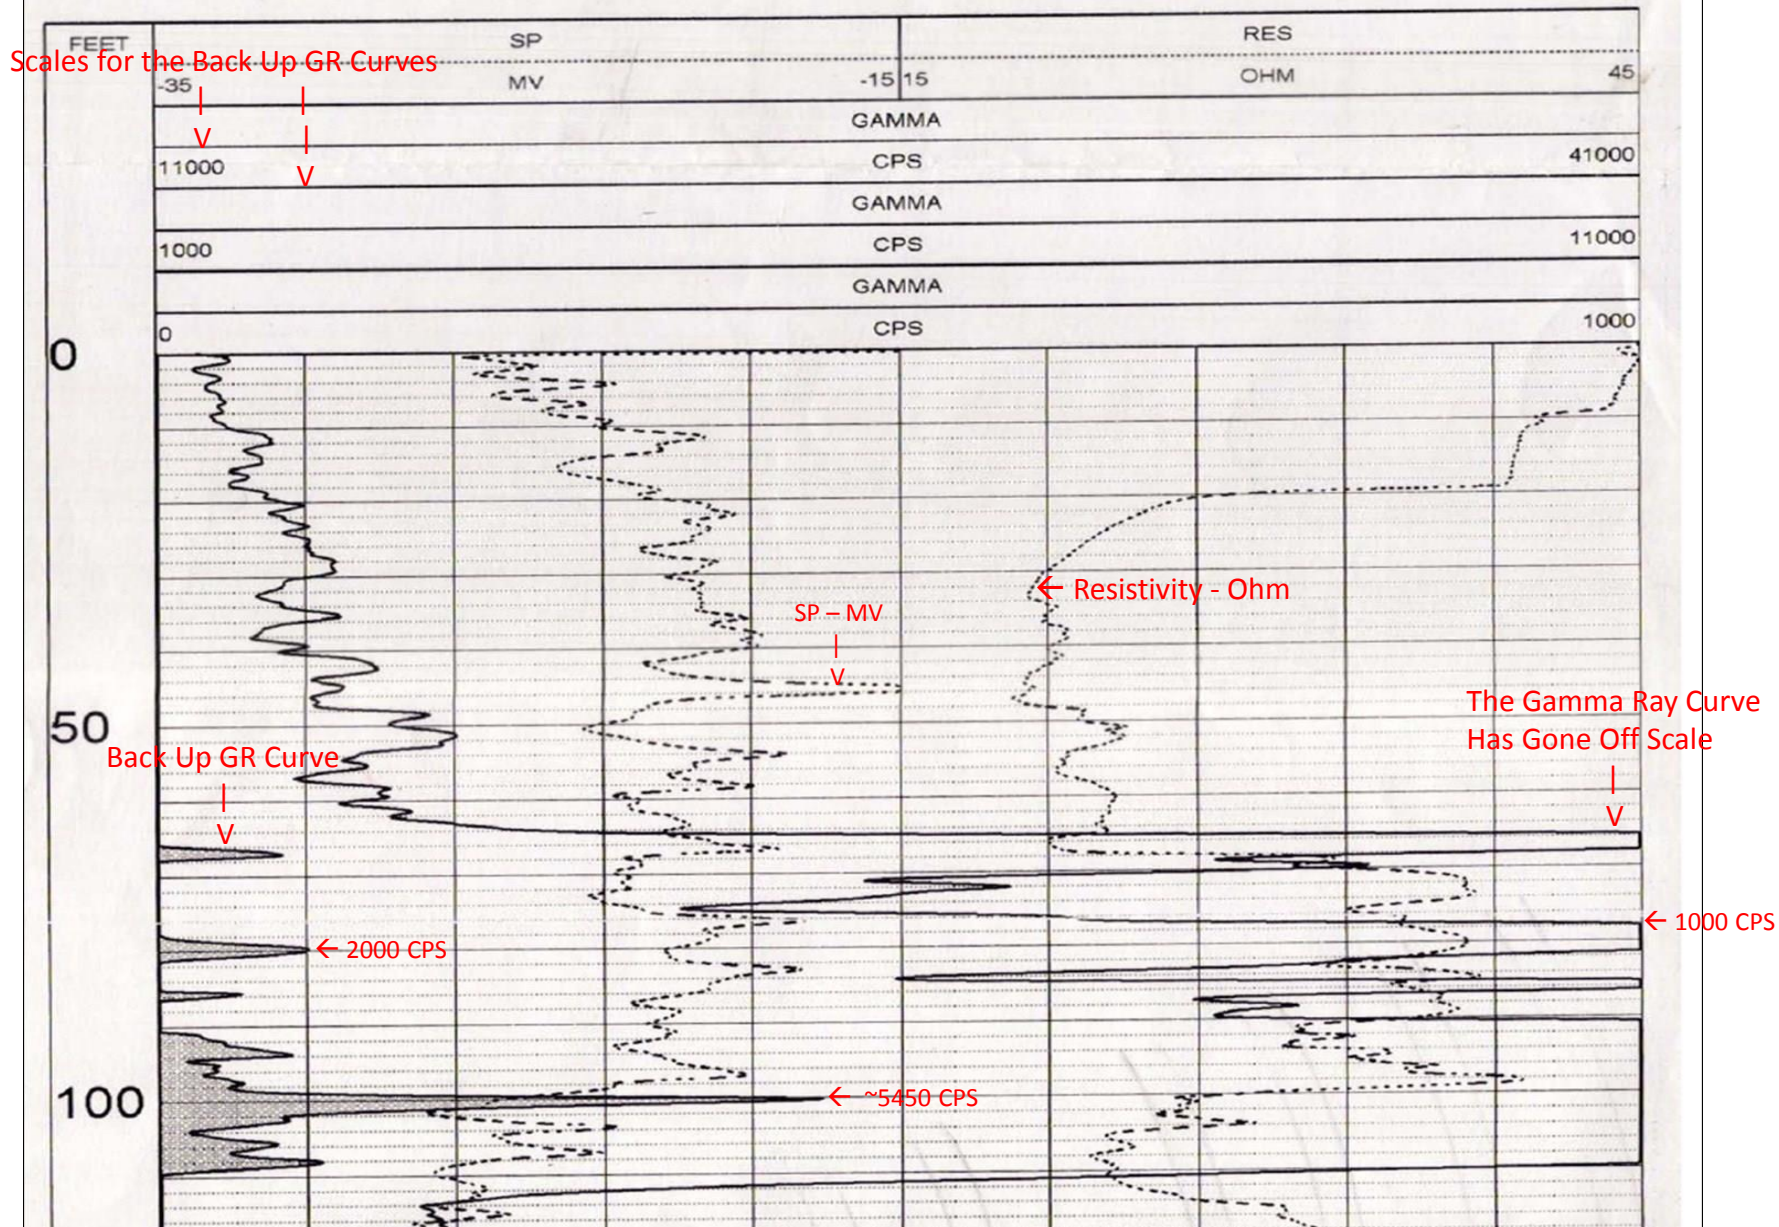 FEET SP RES
Scales for the Back Up GR Curves
-35 MV -15 15 OHM 45
GAMMA
11000 CPS 41000
GAMMA
1000 CPS 11000
GAMMA
0 CPS 1000
0
← Resistivity - Ohm
SP – MV
The Gamma Ray Curve
Has Gone Off Scale
50
Back Up GR Curve
← 1000 CPS
← 2000 CPS
← ~5450 CPS
100